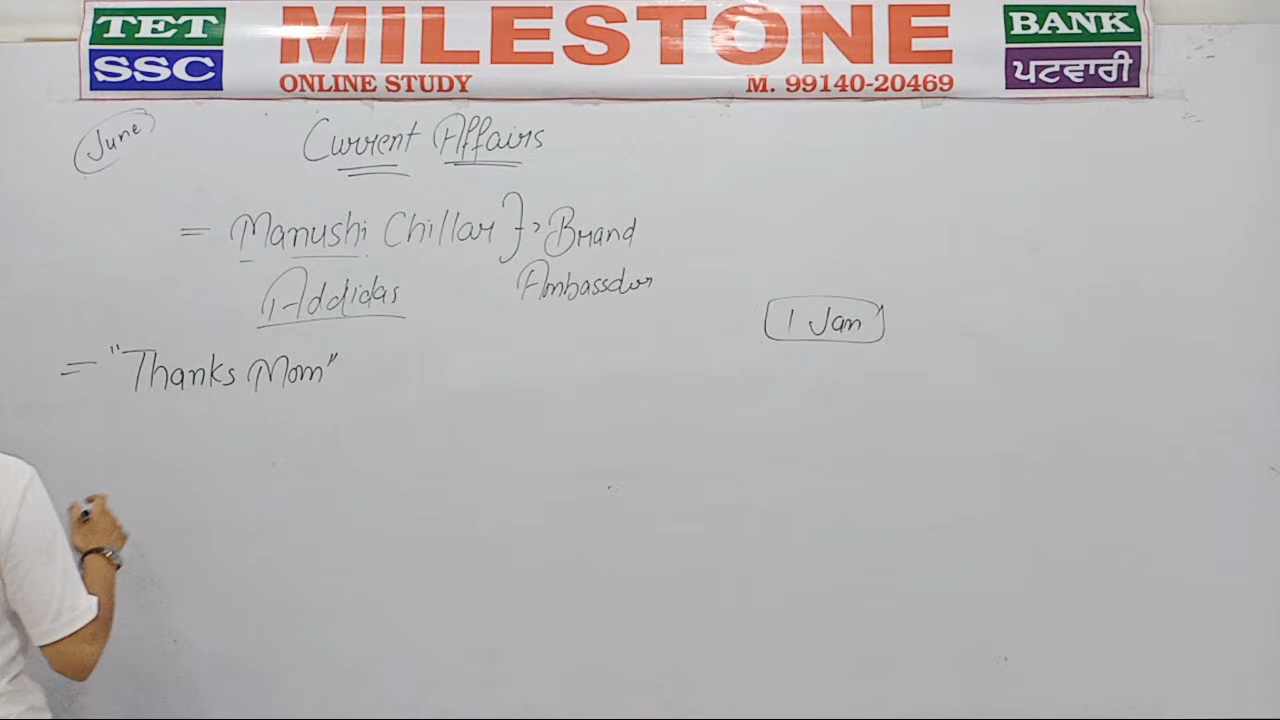 TET
SSC
MILESTONE
ONLINE STUDY M. 99140-20469
BANK
ਪਟਵਾਰੀ
June
Current Affairs
= Manushi Chillar } > Brand
Addidas Ambassdor
1 Jan
= "Thanks Mom"